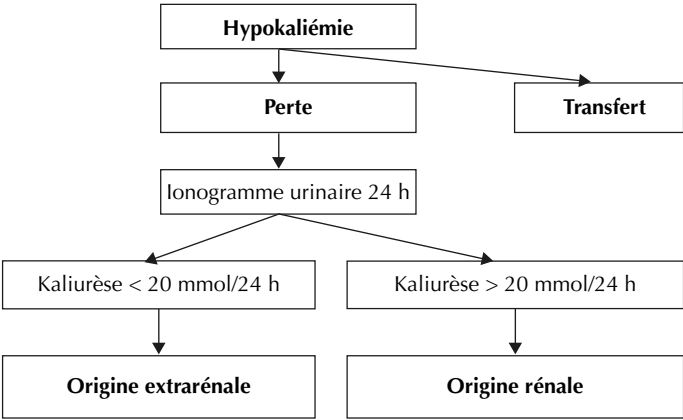 Hypokaliémie
Perte
Transfert
Ionogramme urinaire 24 h
Kaliurèse < 20 mmol/24 h
Kaliurèse > 20 mmol/24 h
Origine extrarénale
Origine rénale